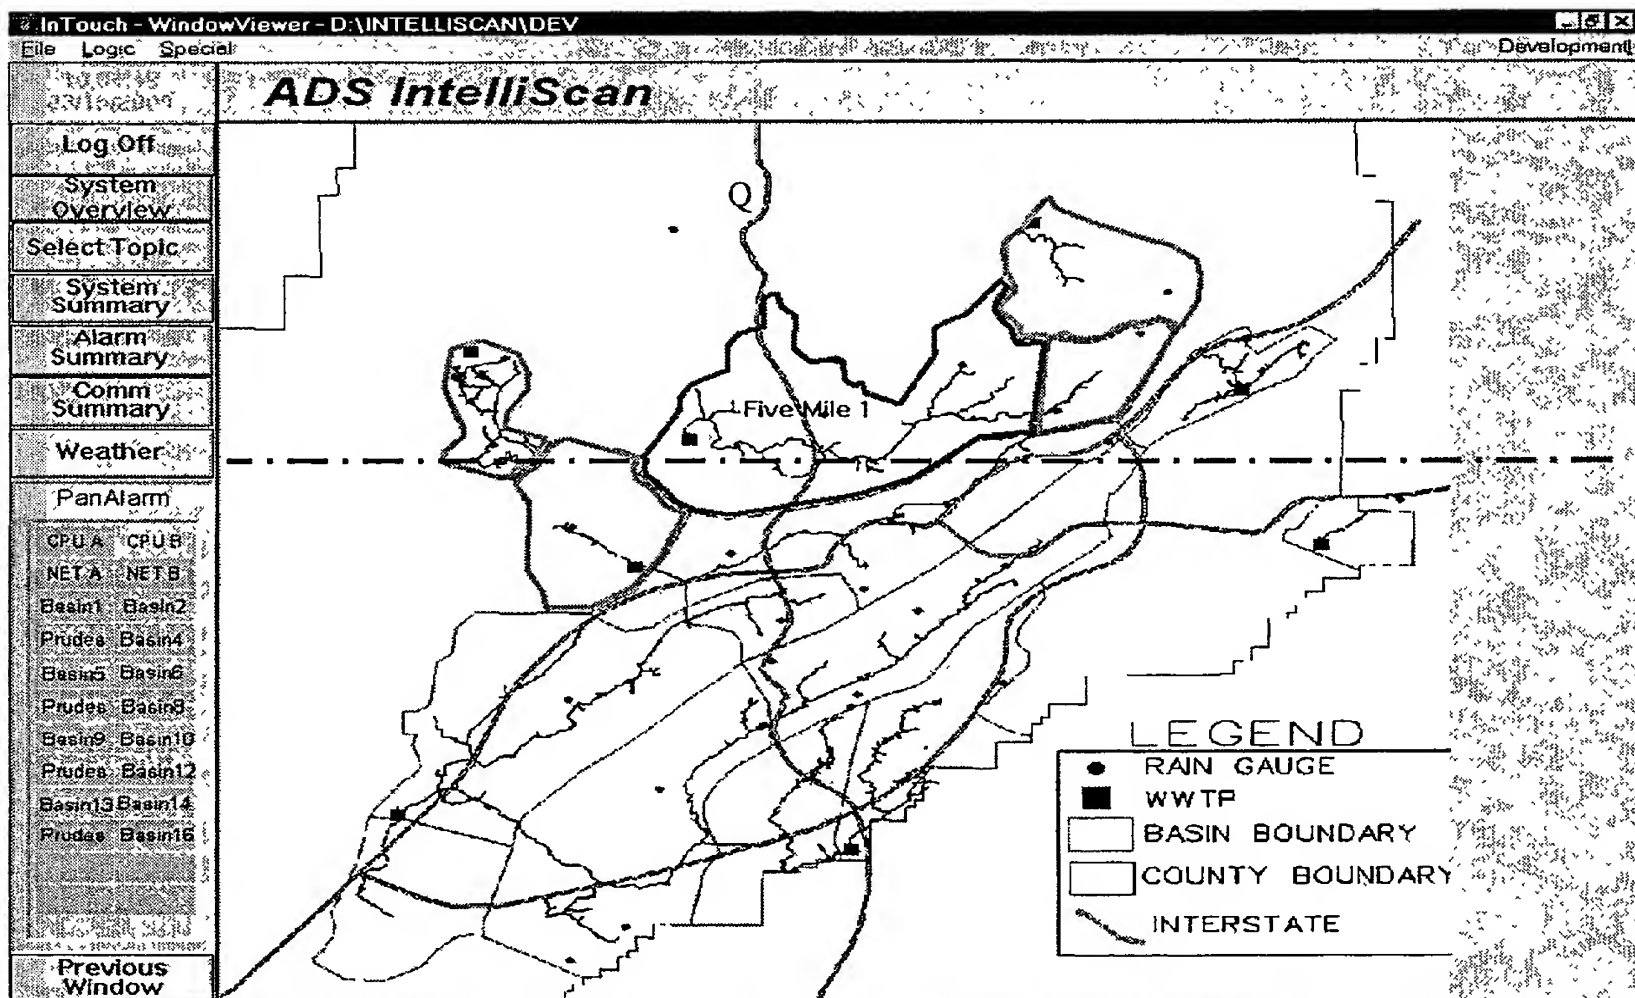 InTouch - WindowViewer - D:\INTELLISCAN\DEV
File Logic Special
Development!
ADS IntelliScan
Log Off
System
Overview
Select Topic
System
Summary
Alarm
Summary
Comm
Summary
Weather
PanAlarm
CPU A CPU B
NET A NET B
Basin1 Basin2
Prudes Basin4
Basin5 Basin6
Prudes Basin8
Basin9 Basin10
Prudes Basin12
Basin13 Basin14
Prudes Basin16
Previous
Window
Q
Five Mile 1
LEGEND
RAIN GAUGE
WWTP
BASIN BOUNDARY
COUNTY BOUNDARY
INTERSTATE